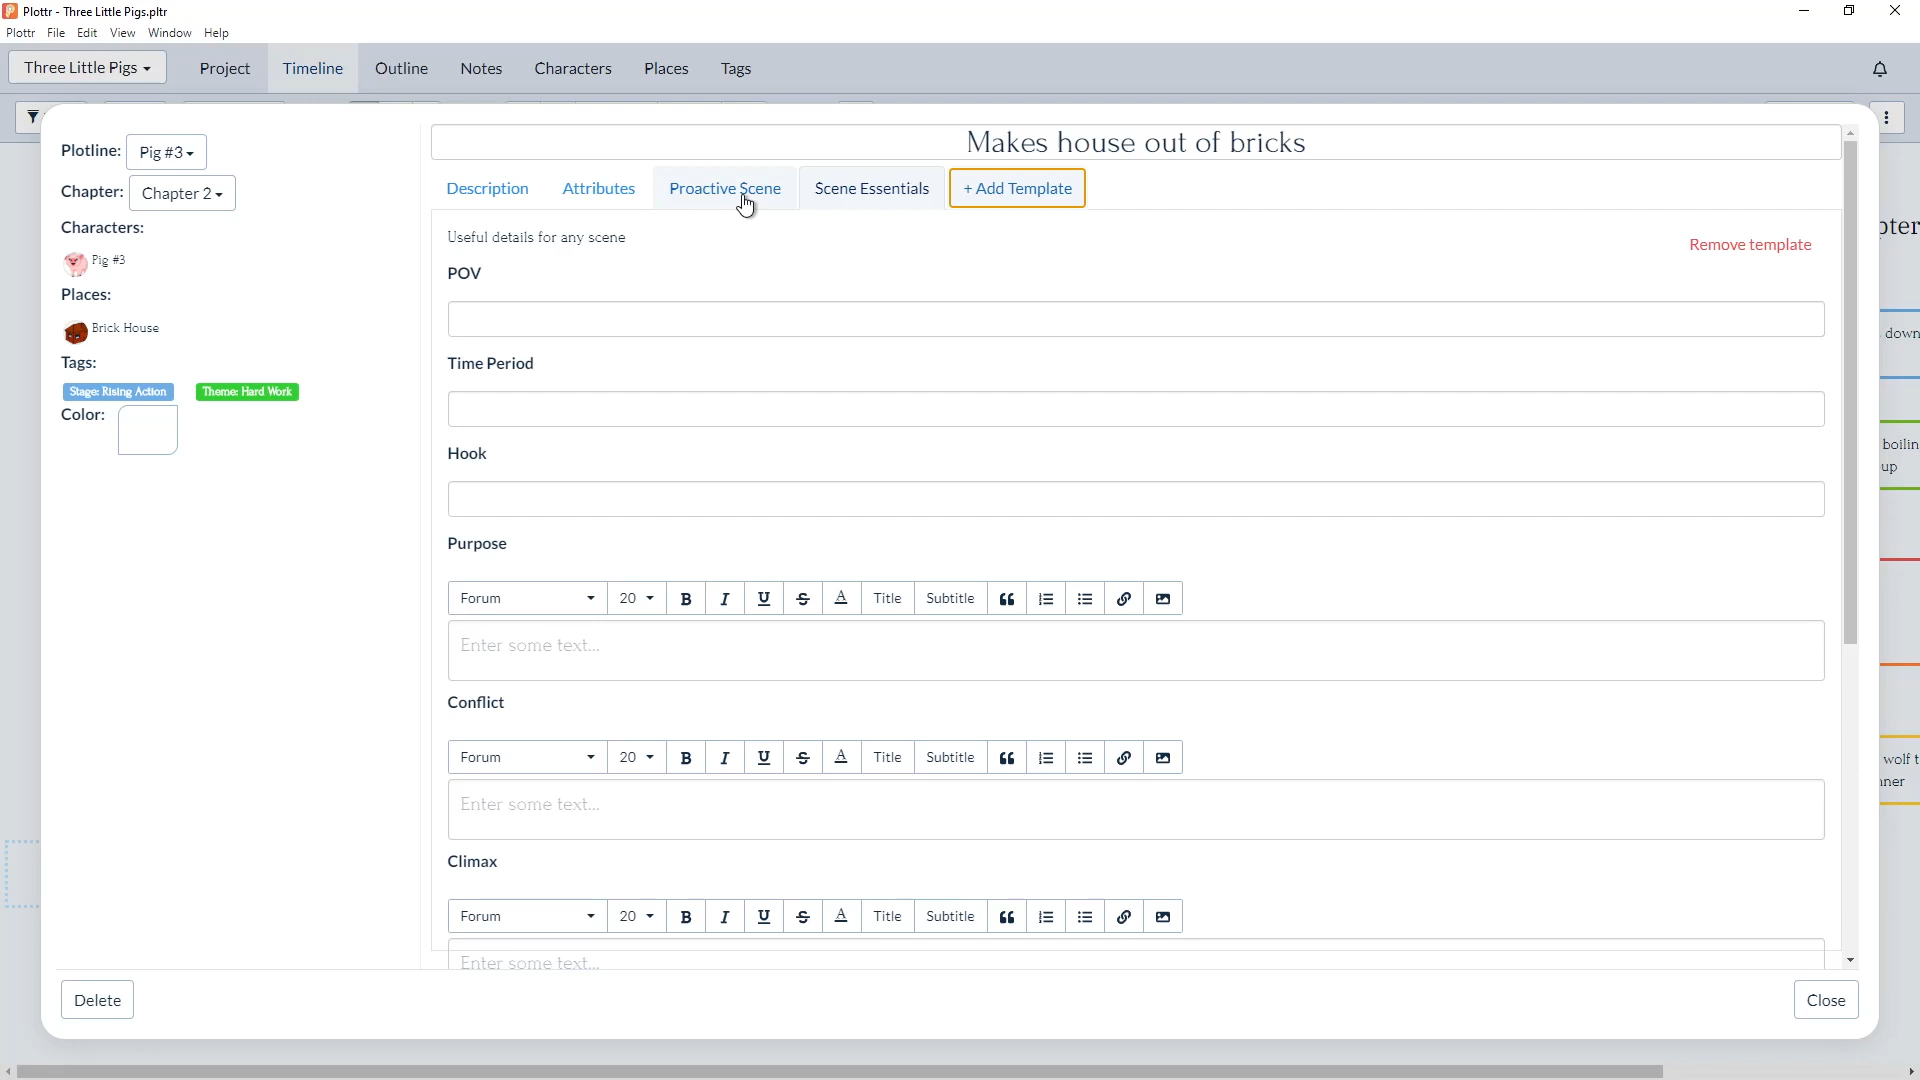 Plottr - Three Little Pigs.pltr
Plottr File Edit View Window Help
Three Little Pigs Project Timeline Outline Notes Characters Places Tags
Plotline: Pig #3
Chapter: Chapter 2
Characters:
Pig #3
Places:
Brick House
Tags:
Stage: Rising Action Theme: Hard Work
Color:
Makes house out of bricks
Description Attributes Proactive Scene Scene Essentials + Add Template
Useful details for any scene
Remove template
POV
Time Period
Hook
Purpose
Forum 20 B I U S A Title Subtitle
Enter some text...
Conflict
Forum 20 B I U S A Title Subtitle
Enter some text...
Climax
Forum 20 B I U S A Title Subtitle
Enter some text...
Delete
Close
down
up
wolf t